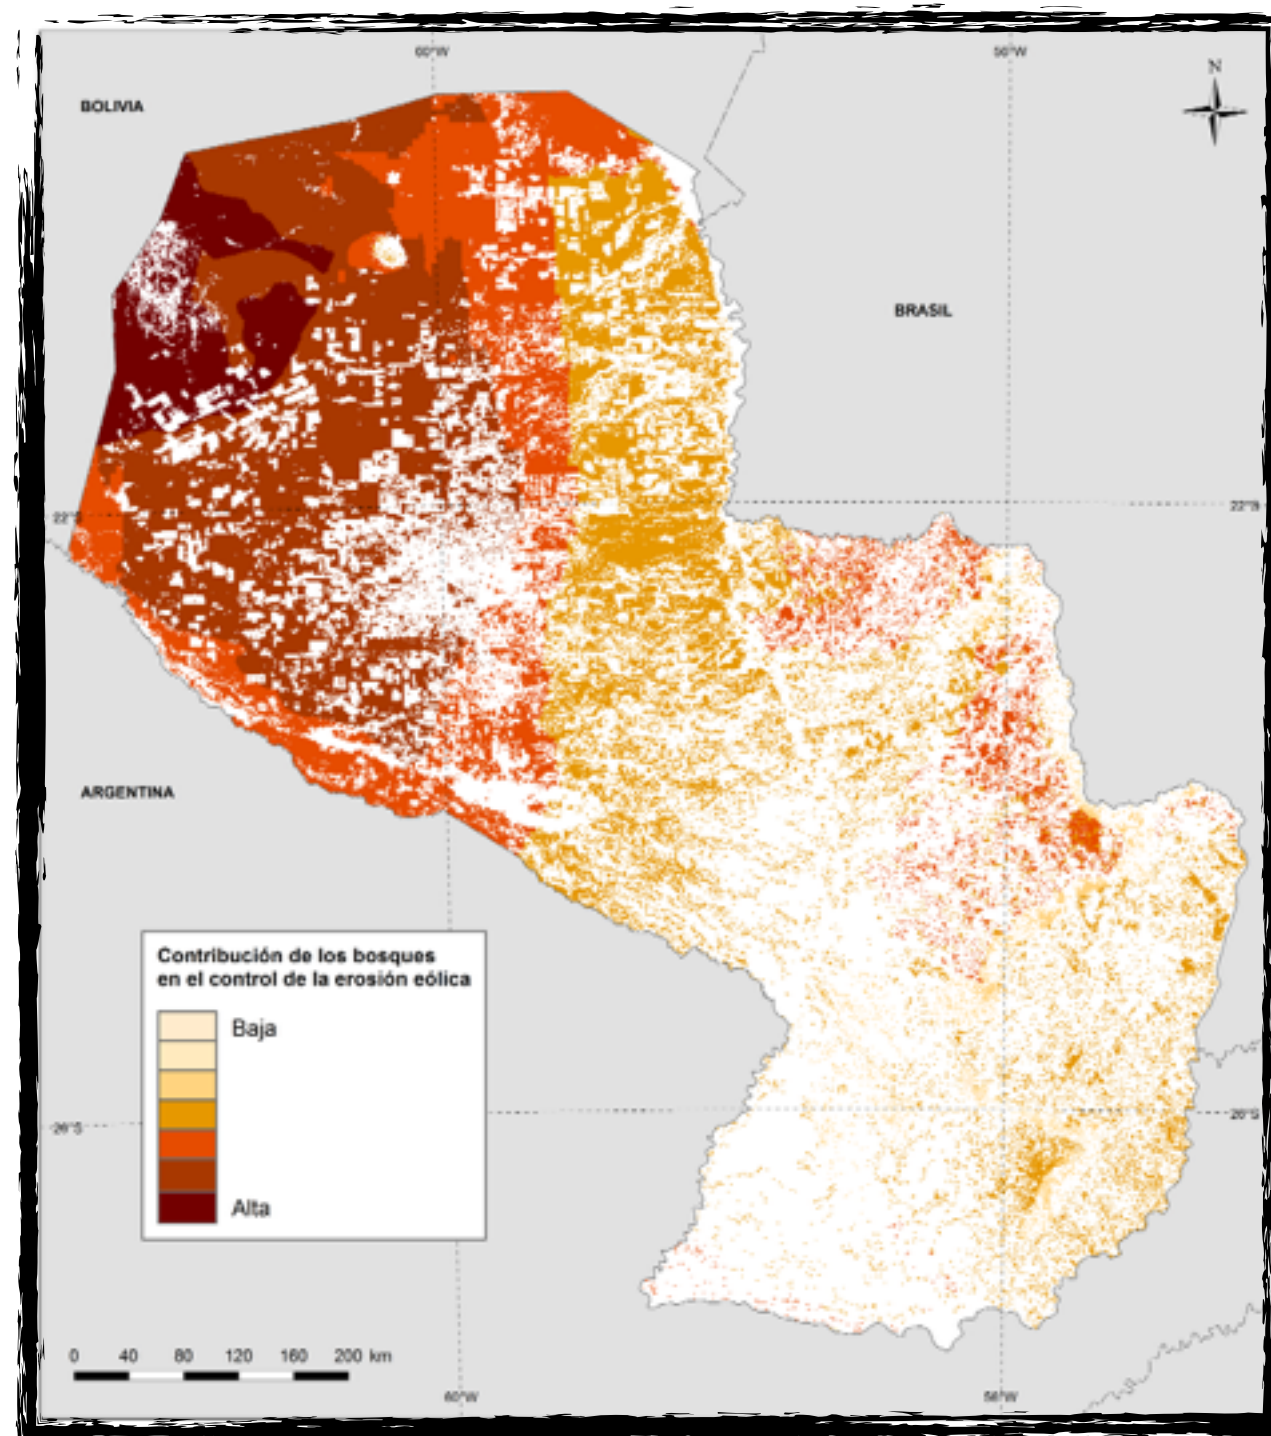 60°W
56°W
N
BOLIVIA
BRASIL
22°S
22°S
ARGENTINA
Contribución de los bosques
en el control de la erosión eólica
Baja
Alta
26°S
26°S
0 40 80 120 160 200 km
60°W
56°W